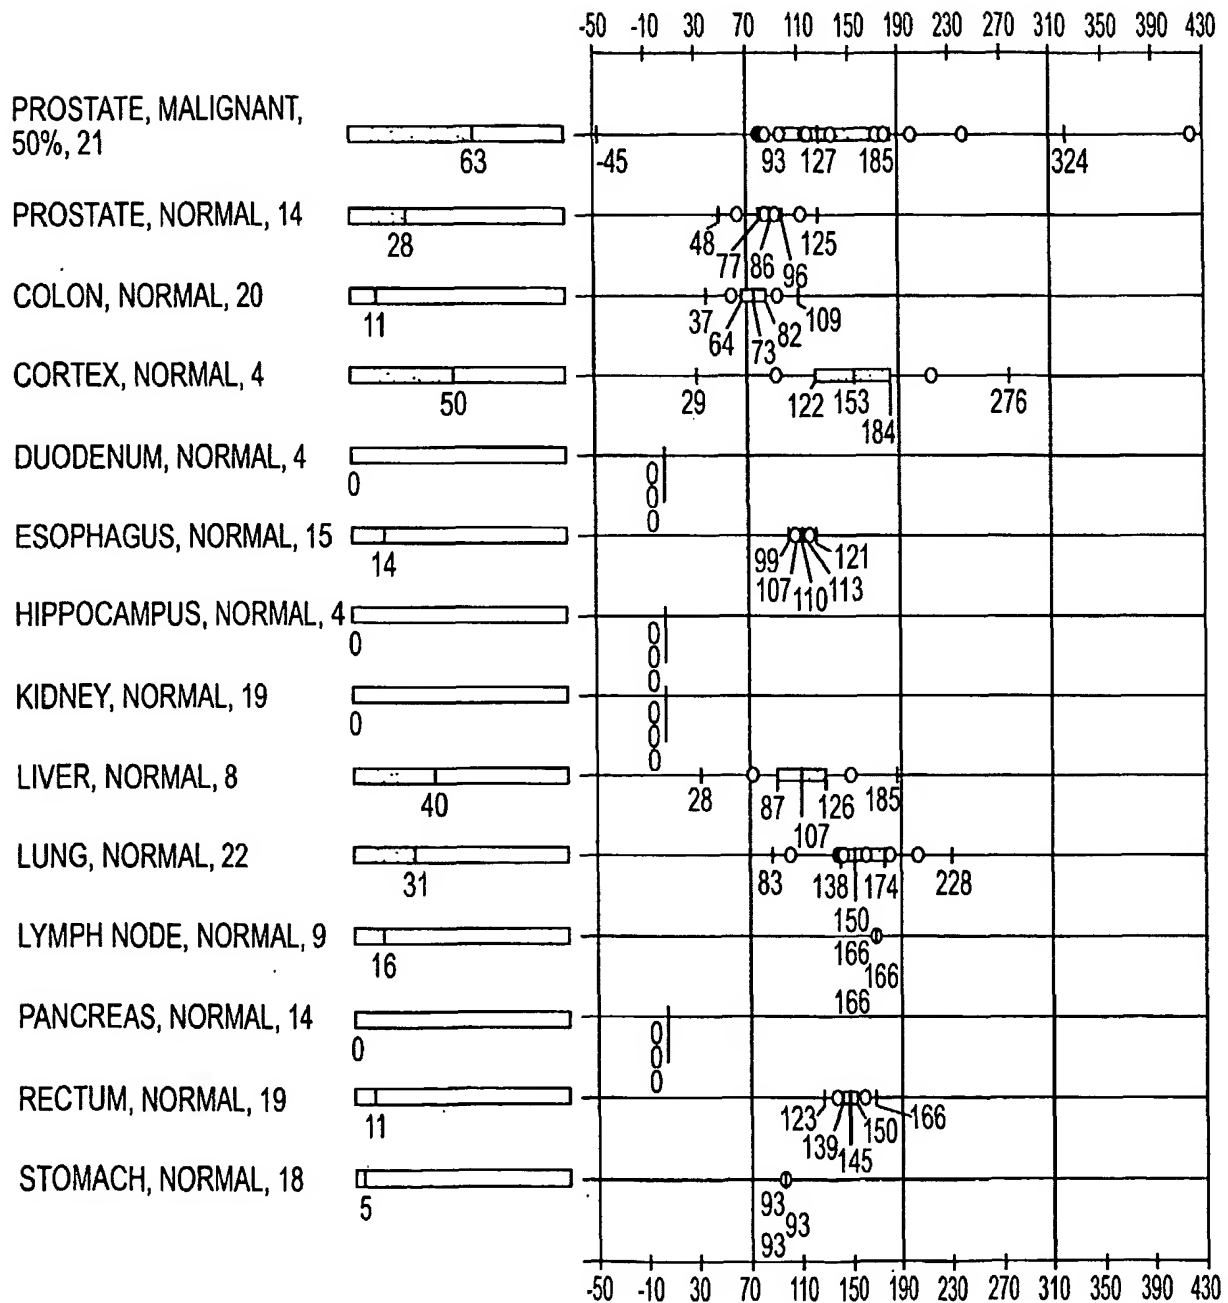 -50 -10 30 70 110 150 190 230 270 310 350 390 430
PROSTATE, MALIGNANT,
50%, 21
63
-45 93 127 185 324
PROSTATE, NORMAL, 14
28
48 77 86 96 125
COLON, NORMAL, 20
11
37 64 73 82 109
CORTEX, NORMAL, 4
50
29 122 153 184 276
DUODENUM, NORMAL, 4
0
0
0
0
ESOPHAGUS, NORMAL, 15
14
99 121
107 110 113
HIPPOCAMPUS, NORMAL, 4
0
0
0
0
KIDNEY, NORMAL, 19
0
0
0
LIVER, NORMAL, 8
40
28 87 126 185
107
LUNG, NORMAL, 22
31
83 138 174 228
150
LYMPH NODE, NORMAL, 9
16
166
166
166
PANCREAS, NORMAL, 14
0
0
0
0
RECTUM, NORMAL, 19
11
123 150 166
139 145
STOMACH, NORMAL, 18
5
93
93
93
-50 -10 30 70 110 150 190 230 270 310 350 390 430